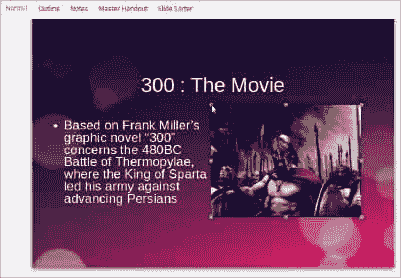 Normal Outline Notes Master Handout Slide Sorter
300 : The Movie
• Based on Frank Miller's
graphic novel "300"
concerns the 480BC
Battle of Thermopylae,
where the King of Sparta
led his army against
advancing Persians